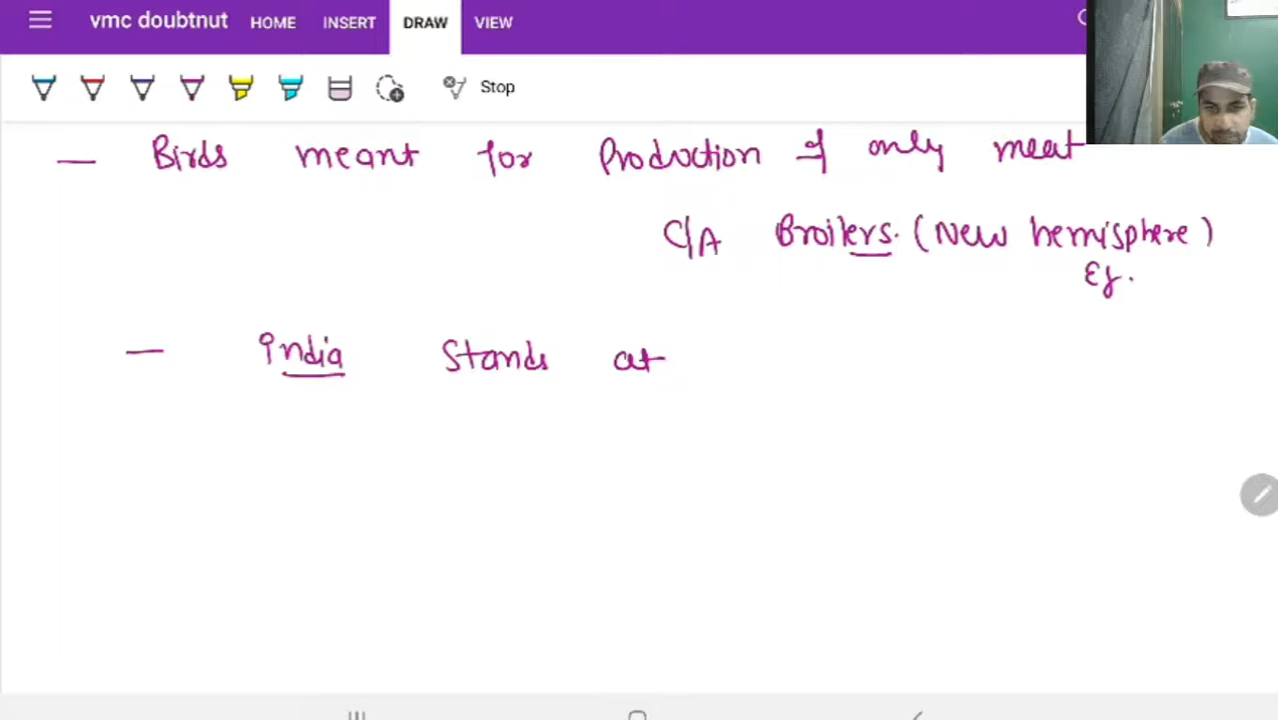 vmc doubtnut HOME INSERT DRAW VIEW
Stop
— Birds meant for Production of only meat
C/A Broilers. (New hemisphere)
Eg.
— India Stands at